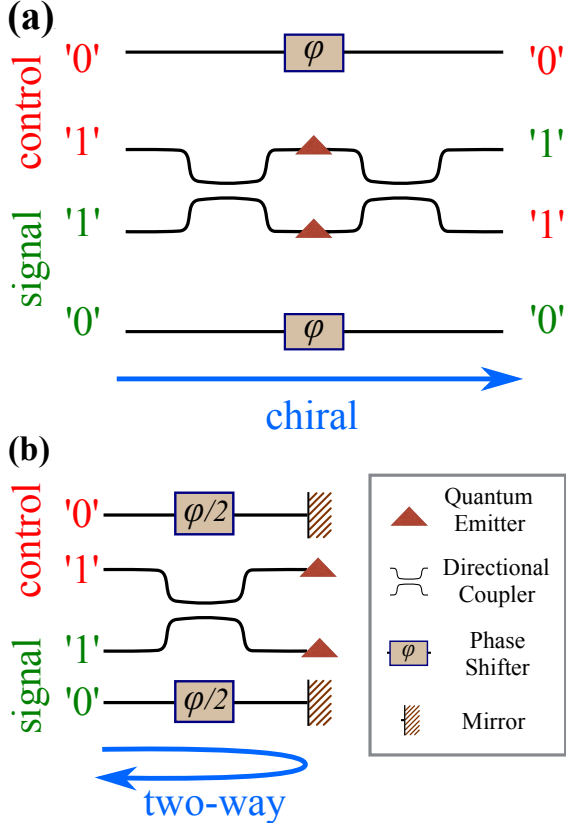 (a)
control
signal
'0' φ '0'
'1' '1'
'1' '1'
'0' φ '0'
chiral
(b)
control
signal
'0' φ/2
'1'
'1'
'0' φ/2
two-way
Quantum
Emitter
Directional
Coupler
φ Phase
Shifter
Mirror